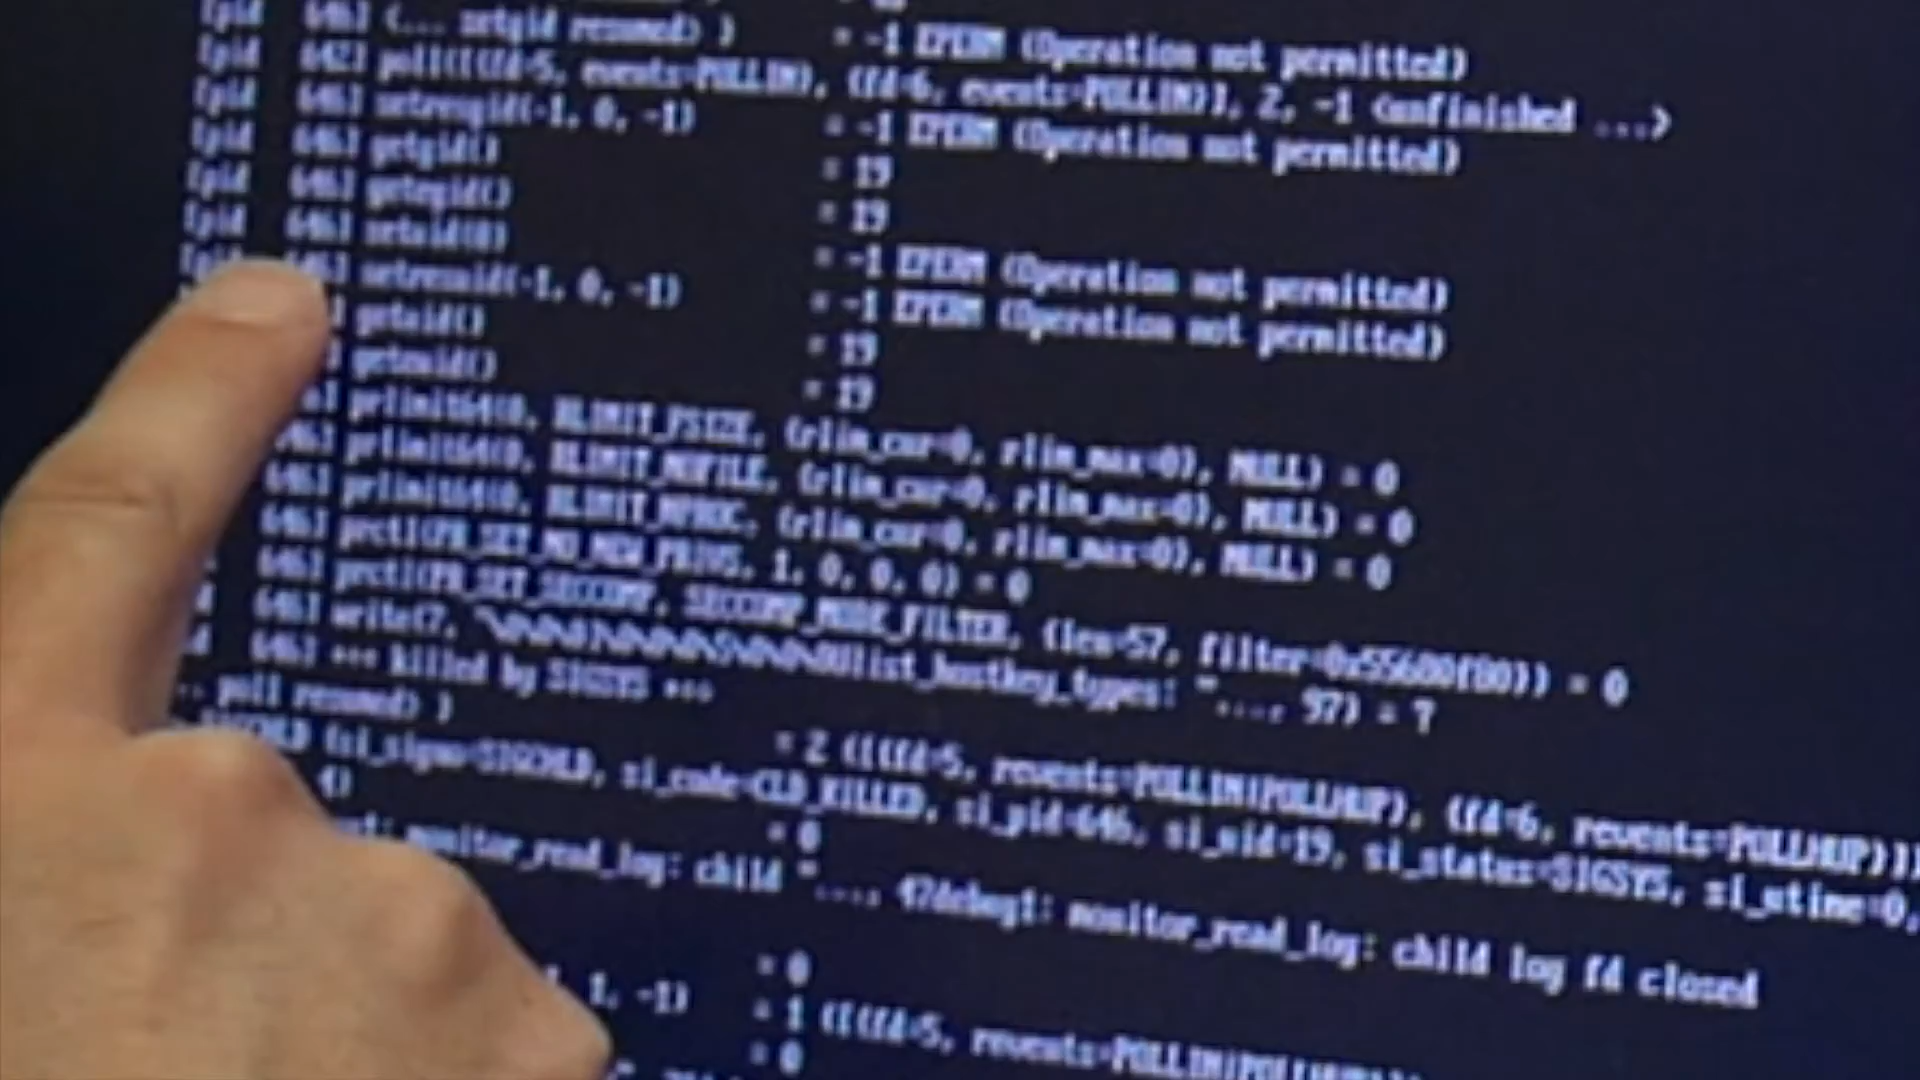 [pid 646] <... setgid resumed> ) = -1 EPERM (Operation not permitted)
[pid 642] poll([{fd=5, events=POLLIN}, {fd=6, events=POLLIN}], 2, -1 <unfinished ...>
[pid 646] setresgid(-1, 0, -1) = -1 EPERM (Operation not permitted)
[pid 646] getgid() = 19
[pid 646] getegid() = 19
[pid 646] setuid(0) = -1 EPERM (Operation not permitted)
646] setresuid(-1, 0, -1) = -1 EPERM (Operation not permitted)
] getuid() = 19
] geteuid() = 19
] prlimit64(0, RLIMIT_FSIZE, {rlim_cur=0, rlim_max=0}, NULL) = 0
646] prlimit64(0, RLIMIT_NOFILE, {rlim_cur=0, rlim_max=0}, NULL) = 0
646] prlimit64(0, RLIMIT_NPROC, {rlim_cur=0, rlim_max=0}, NULL) = 0
646] prctl(PR_SET_NO_NEW_PRIVS, 1, 0, 0, 0) = 0
646] prctl(PR_SET_SECCOMP, SECCOMP_MODE_FILTER, {len=57, filter=0x55680f80}) = 0
d 646] write(7, list_hostkey_types: "..., 97) = ?
d 646] +++ killed by SIGSYS +++
.. poll resumed> ) = 2 ([{fd=5, revents=POLLIN|POLLHUP}, {fd=6, revents=POLLHUP}])
SIGCHLD {si_signo=SIGCHLD, si_code=CLD_KILLED, si_pid=646, si_uid=19, si_status=SIGSYS, si_utime=0,
4) = 0
monitor_read_log: child "..., 47debug1: monitor_read_log: child log fd closed
= 0
1, -1) = 1 ([{fd=5, revents=POLLIN|POLLHUP}
= 0